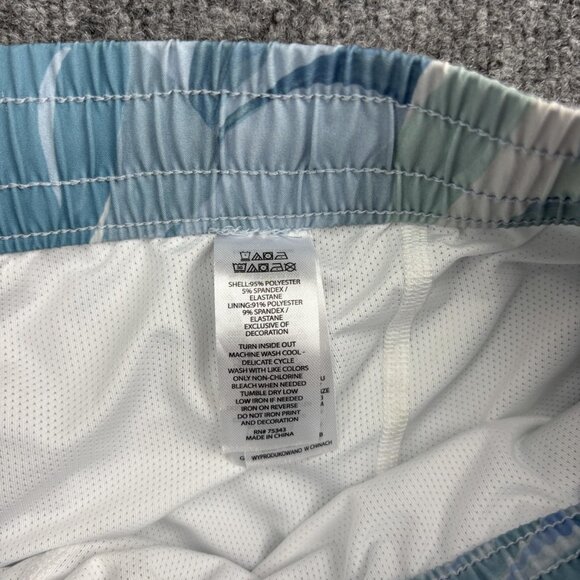 SHELL:95% POLYESTER
5% SPANDEX /
ELASTANE
LINING:91% POLYESTER
9% SPANDEX /
ELASTANE
EXCLUSIVE OF
DECORATION
TURN INSIDE OUT
MACHINE WASH COOL -
DELICATE CYCLE
WASH WITH LIKE COLORS
ONLY NON-CHLORINE
BLEACH WHEN NEEDED
TUMBLE DRY LOW
LOW IRON IF NEEDED
IRON ON REVERSE
DO NOT IRON PRINT
AND DECORATION
RN# 75343
MADE IN CHINA
WYPRODUKOWANO W CHINACH